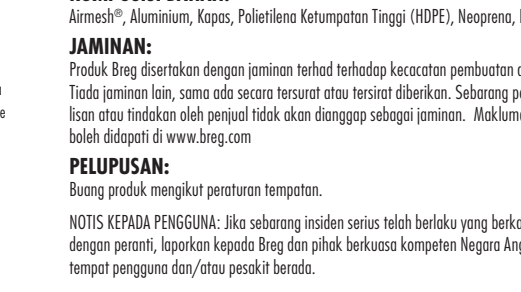 Airmesh®, Aluminium, Kapas, Polietilena Ketumpatan Tinggi (HDPE), Neoprena,
JAMINAN:
Produk Breg disertakan dengan jaminan terhad terhadap kecacatan pembuatan
Tiada jaminan lain, sama ada secara tersurat atau tersirat diberikan. Sebarang
lisan atau tindakan oleh penjual tidak akan dianggap sebagai jaminan. Maklum
boleh didapati di www.breg.com
PELUPUSAN:
Buang produk mengikut peraturan tempatan.
NOTIS KEPADA PENGGUNA: Jika sebarang insiden serius telah berlaku yang berka
dengan peranti, laporkan kepada Breg dan pihak berkuasa kompeten Negara Ang
tempat pengguna dan/atau pesakit berada.